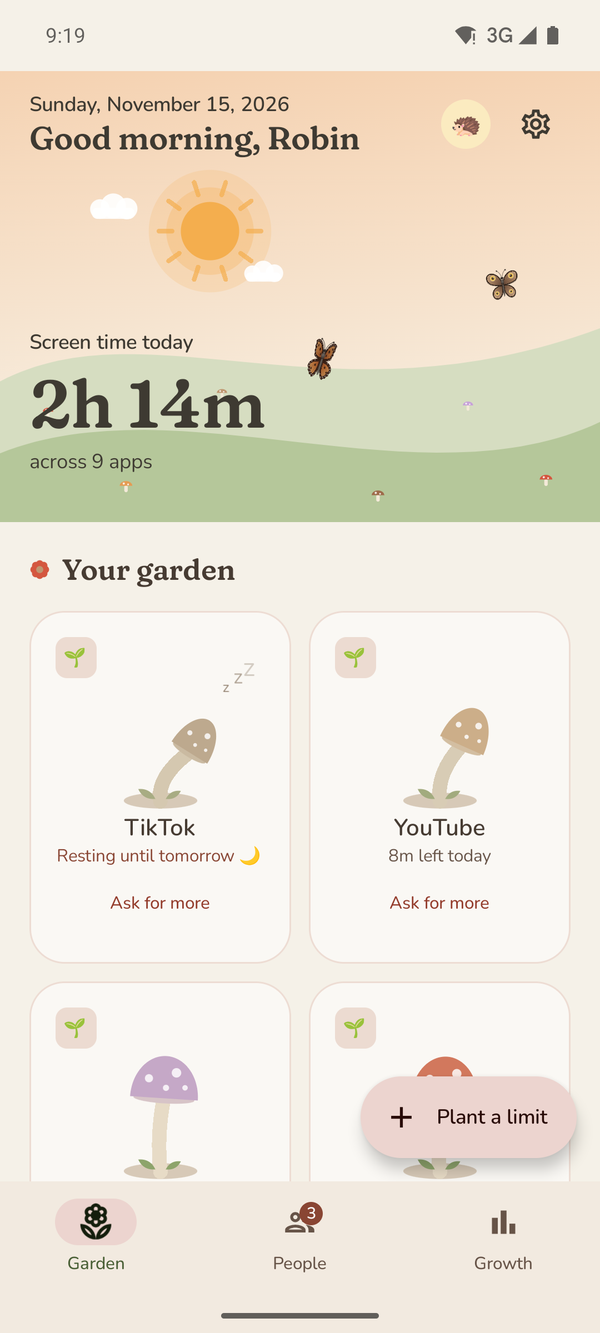 9:19
3G
Sunday, November 15, 2026
Good morning, Robin
Screen time today
2h 14m
across 9 apps
Your garden
z z Z
TikTok
Resting until tomorrow 🌙
Ask for more
YouTube
8m left today
Ask for more
+ Plant a limit
3
Garden
People
Growth